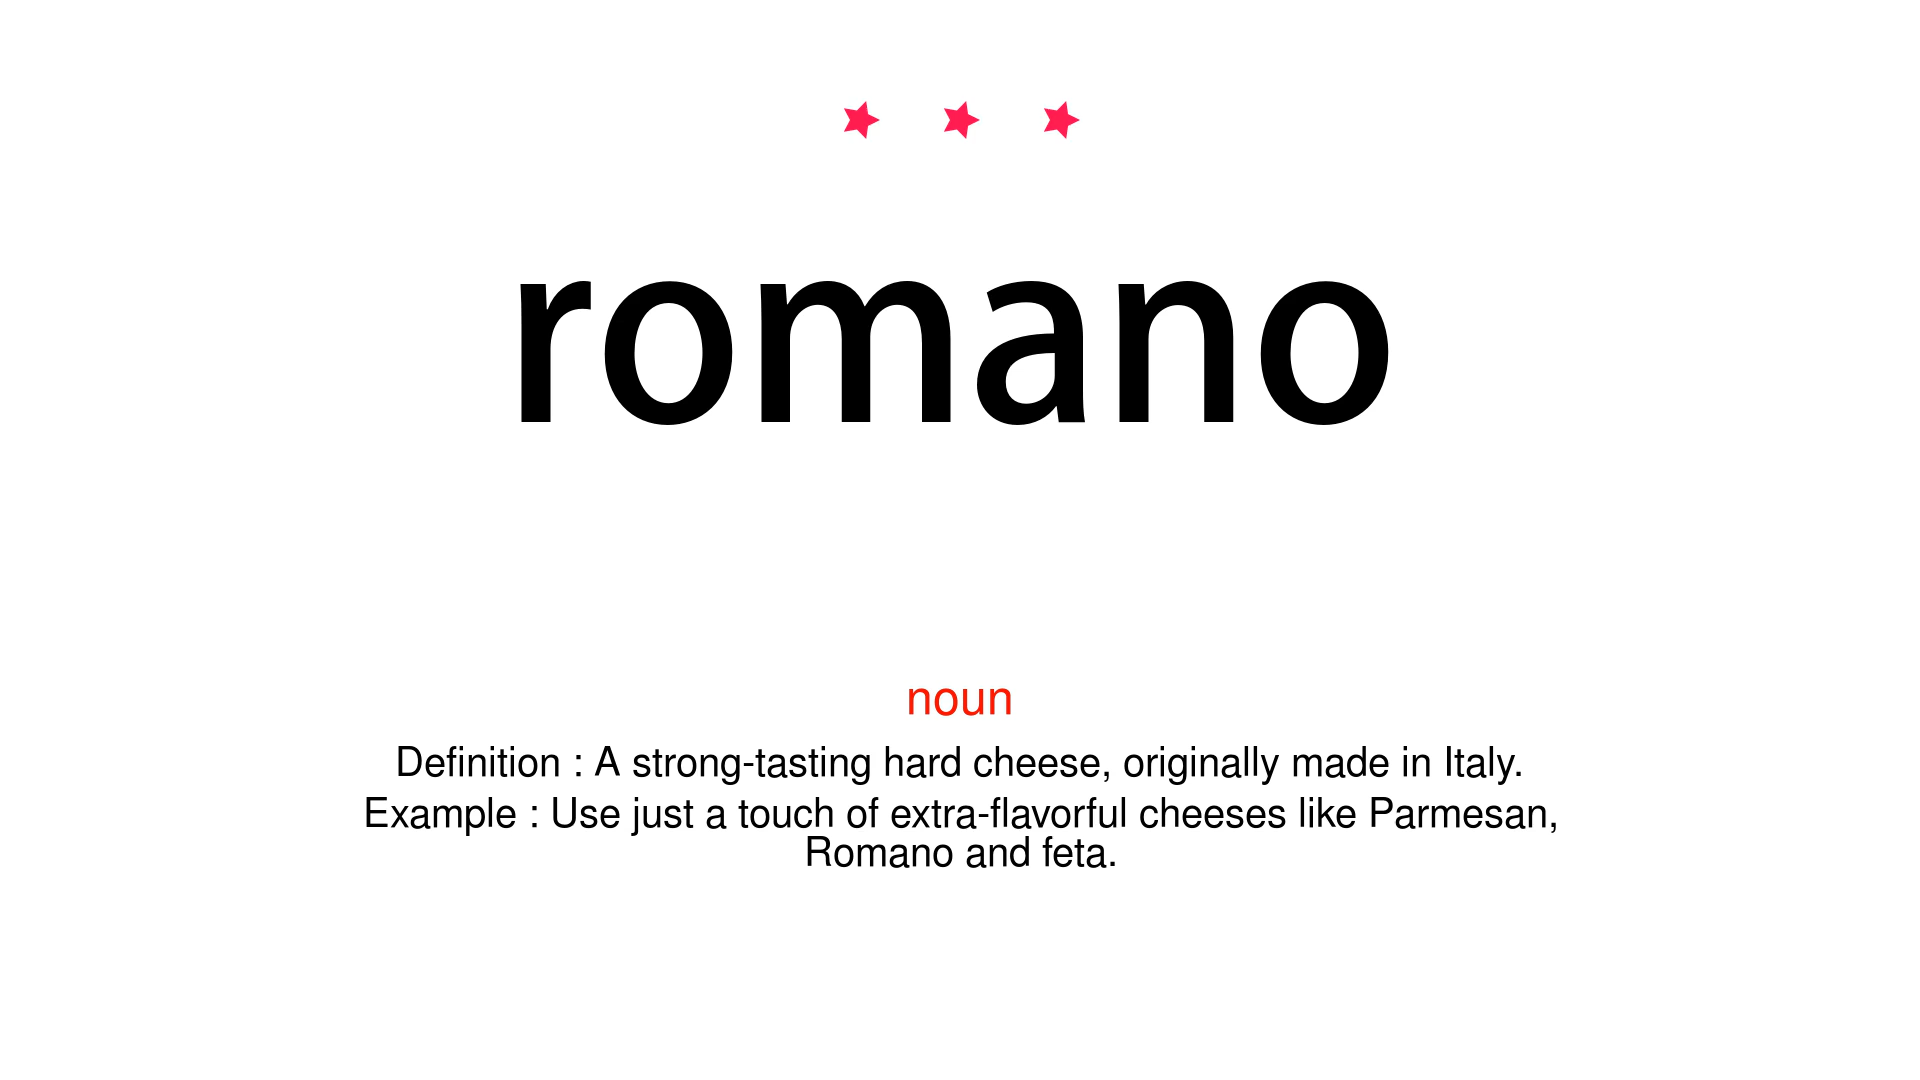 romano
noun
Definition : A strong-tasting hard cheese, originally made in Italy.
Example : Use just a touch of extra-flavorful cheeses like Parmesan,
Romano and feta.